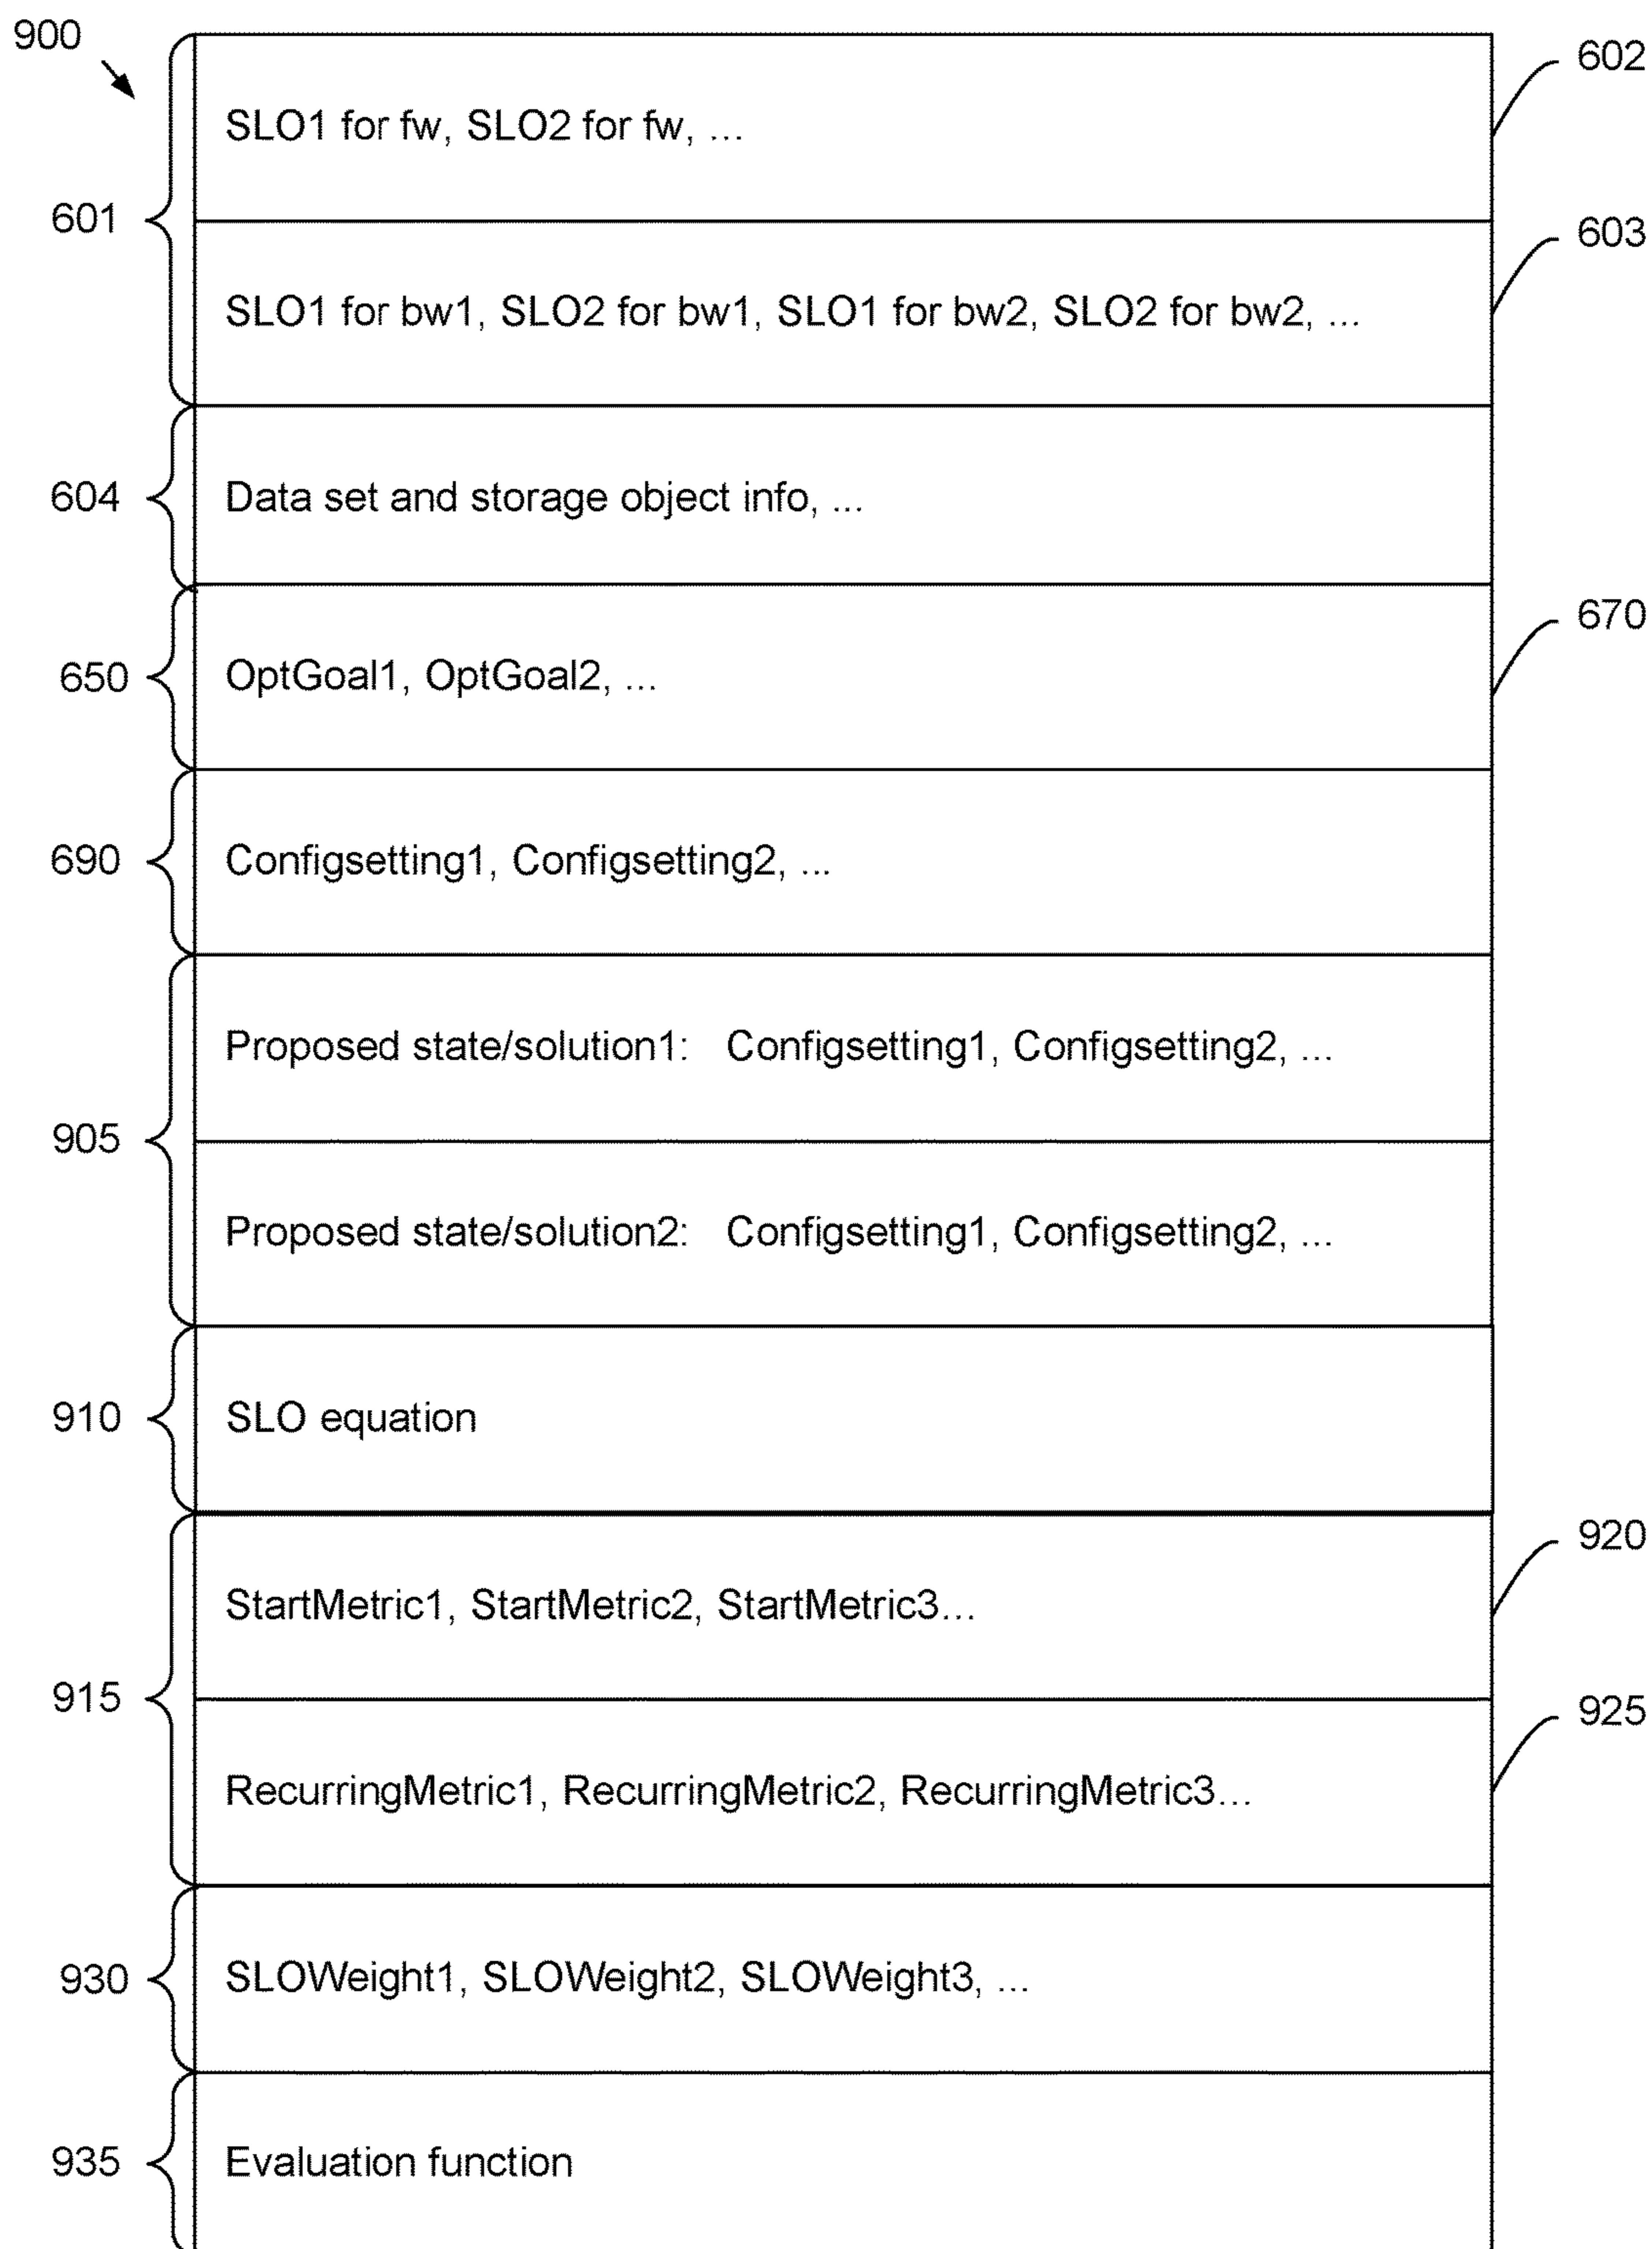 900
602
SLO1 for fw, SLO2 for fw, ...
601
603
SLO1 for bw1, SLO2 for bw1, SLO1 for bw2, SLO2 for bw2, ...
604
Data set and storage object info, ...
670
650
OptGoal1, OptGoal2, ...
690
Configsetting1, Configsetting2, ...
Proposed state/solution1: Configsetting1, Configsetting2, ...
905
Proposed state/solution2: Configsetting1, Configsetting2, ...
910
SLO equation
920
StartMetric1, StartMetric2, StartMetric3...
915
925
RecurringMetric1, RecurringMetric2, RecurringMetric3...
930
SLOWeight1, SLOWeight2, SLOWeight3, ...
935
Evaluation function